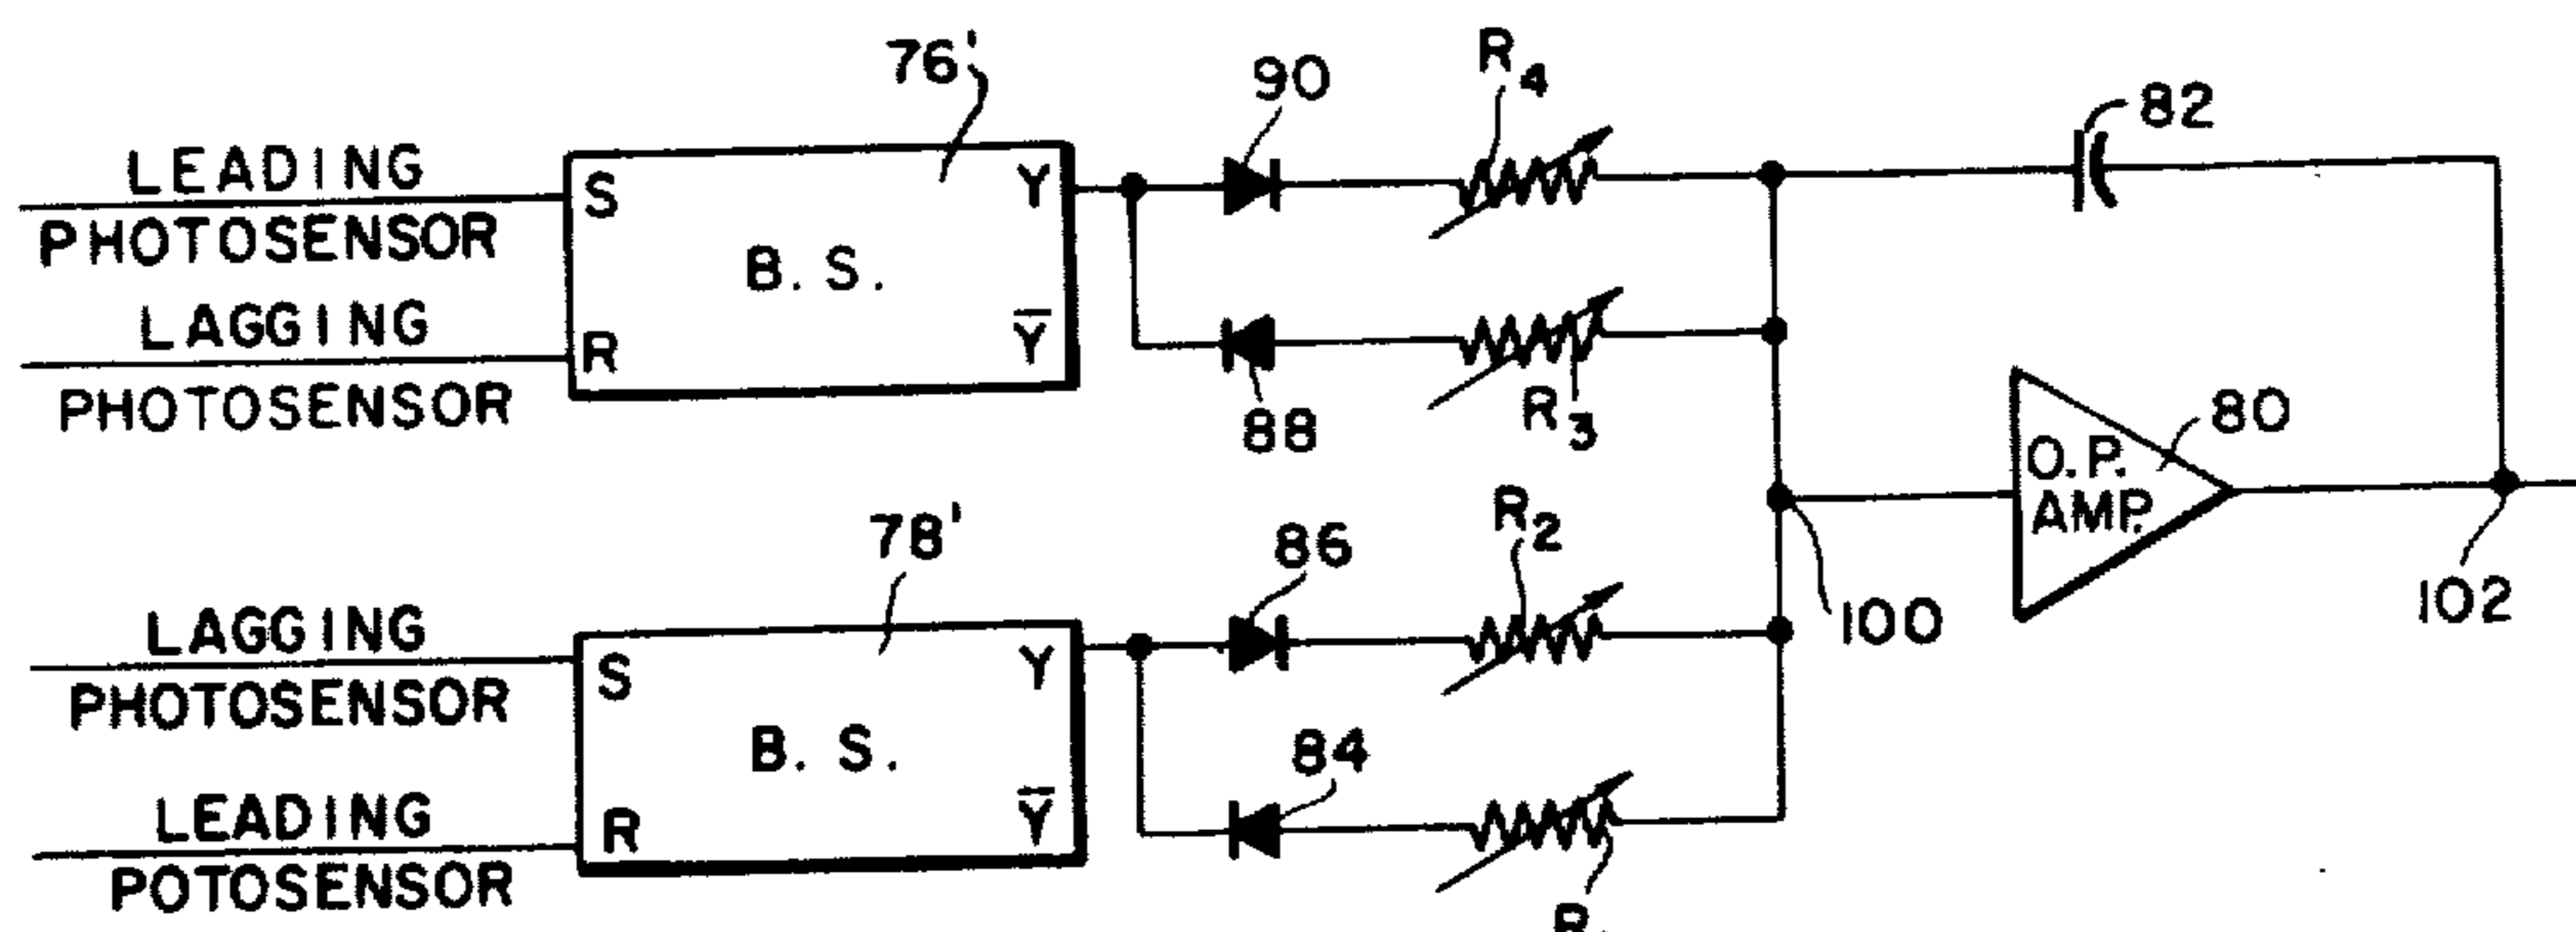 76'
90
R4
82
LEADING
PHOTOSENSOR
S
Y
B. S.
LAGGING
PHOTOSENSOR
R
Y̅
88
R3
O.P.
AMP.
80
78'
86
R2
100
102
LAGGING
PHOTOSENSOR
S
Y
B. S.
84
LEADING
POTOSENSOR
R
Y̅
R